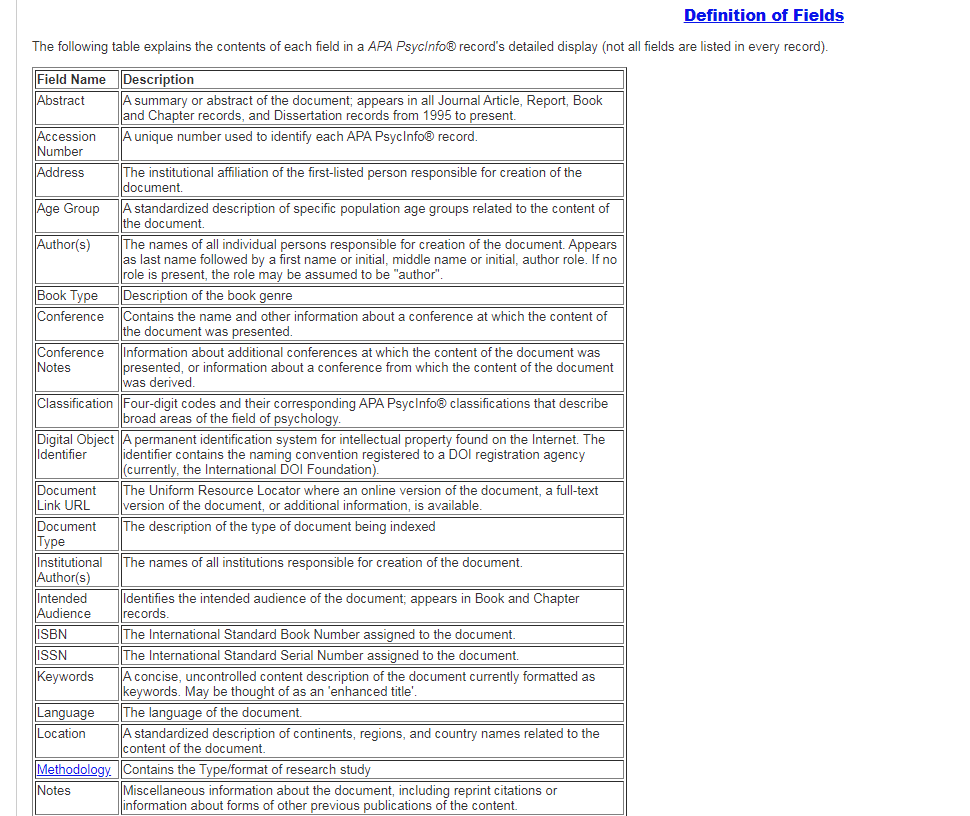 Definition of Fields
The following table explains the contents of each field in a APA PsycInfo® record's detailed display (not all fields are listed in every record).
Field Name Description
Abstract A summary or abstract of the document; appears in all Journal Article, Report, Book
and Chapter records, and Dissertation records from 1995 to present.
Accession A unique number used to identify each APA PsycInfo® record.
Number
Address The institutional affiliation of the first-listed person responsible for creation of the
document.
Age Group A standardized description of specific population age groups related to the content of
the document.
Author(s) The names of all individual persons responsible for creation of the document. Appears
as last name followed by a first name or initial, middle name or initial, author role. If no
role is present, the role may be assumed to be "author".
Book Type Description of the book genre
Conference Contains the name and other information about a conference at which the content of
the document was presented.
Conference Information about additional conferences at which the content of the document was
Notes presented, or information about a conference from which the content of the document
was derived.
Classification Four-digit codes and their corresponding APA PsycInfo® classifications that describe
broad areas of the field of psychology.
Digital Object A permanent identification system for intellectual property found on the Internet. The
Identifier identifier contains the naming convention registered to a DOI registration agency
(currently, the International DOI Foundation).
Document The Uniform Resource Locator where an online version of the document, a full-text
Link URL version of the document, or additional information, is available.
Document The description of the type of document being indexed
Type
Institutional The names of all institutions responsible for creation of the document.
Author(s)
Intended Identifies the intended audience of the document; appears in Book and Chapter
Audience records.
ISBN The International Standard Book Number assigned to the document.
ISSN The International Standard Serial Number assigned to the document.
Keywords A concise, uncontrolled content description of the document currently formatted as
keywords. May be thought of as an 'enhanced title'.
Language The language of the document.
Location A standardized description of continents, regions, and country names related to the
content of the document.
Methodology Contains the Type/format of research study
Notes Miscellaneous information about the document, including reprint citations or
information about forms of other previous publications of the content.